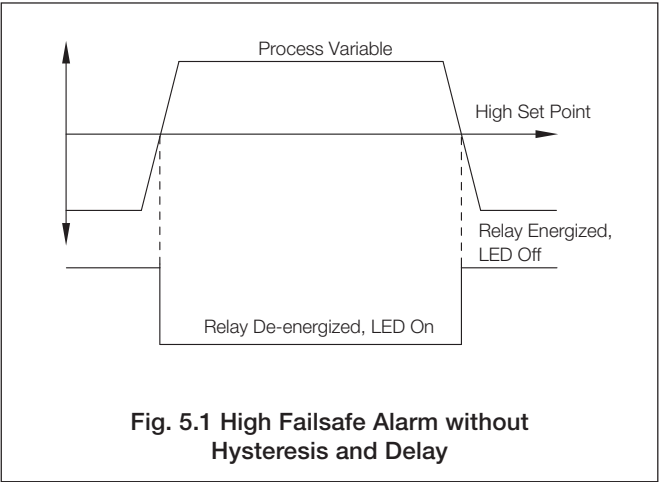 Process Variable
High Set Point
Relay Energized,
LED Off
Relay De-energized, LED On
Fig. 5.1 High Failsafe Alarm without
Hysteresis and Delay